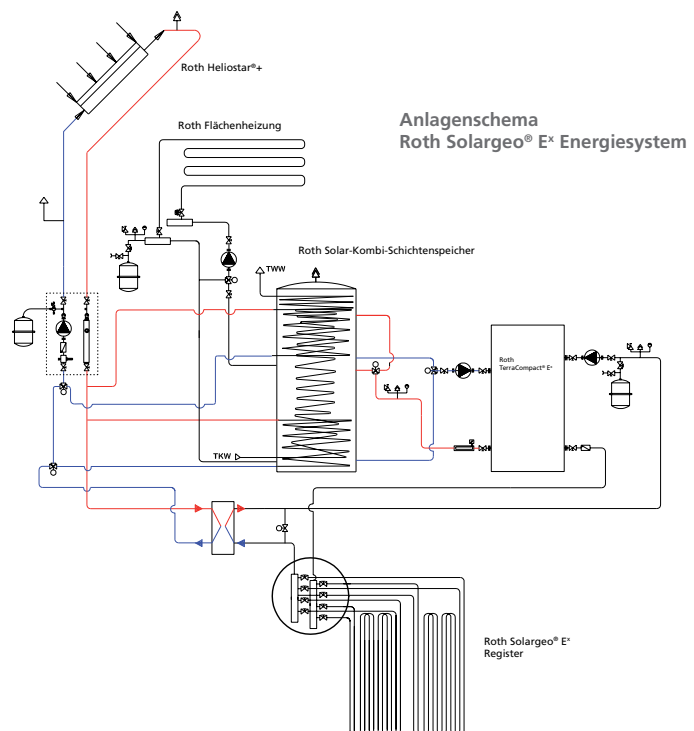 Roth Heliostar®+
Anlagenschema
Roth Solargeo® Eˣ Energiesystem
Roth Flächenheizung
Roth Solar-Kombi-Schichtenspeicher
TWW
Roth
TerraCompact® Eˣ
TKW
Roth Solargeo® Eˣ
Register